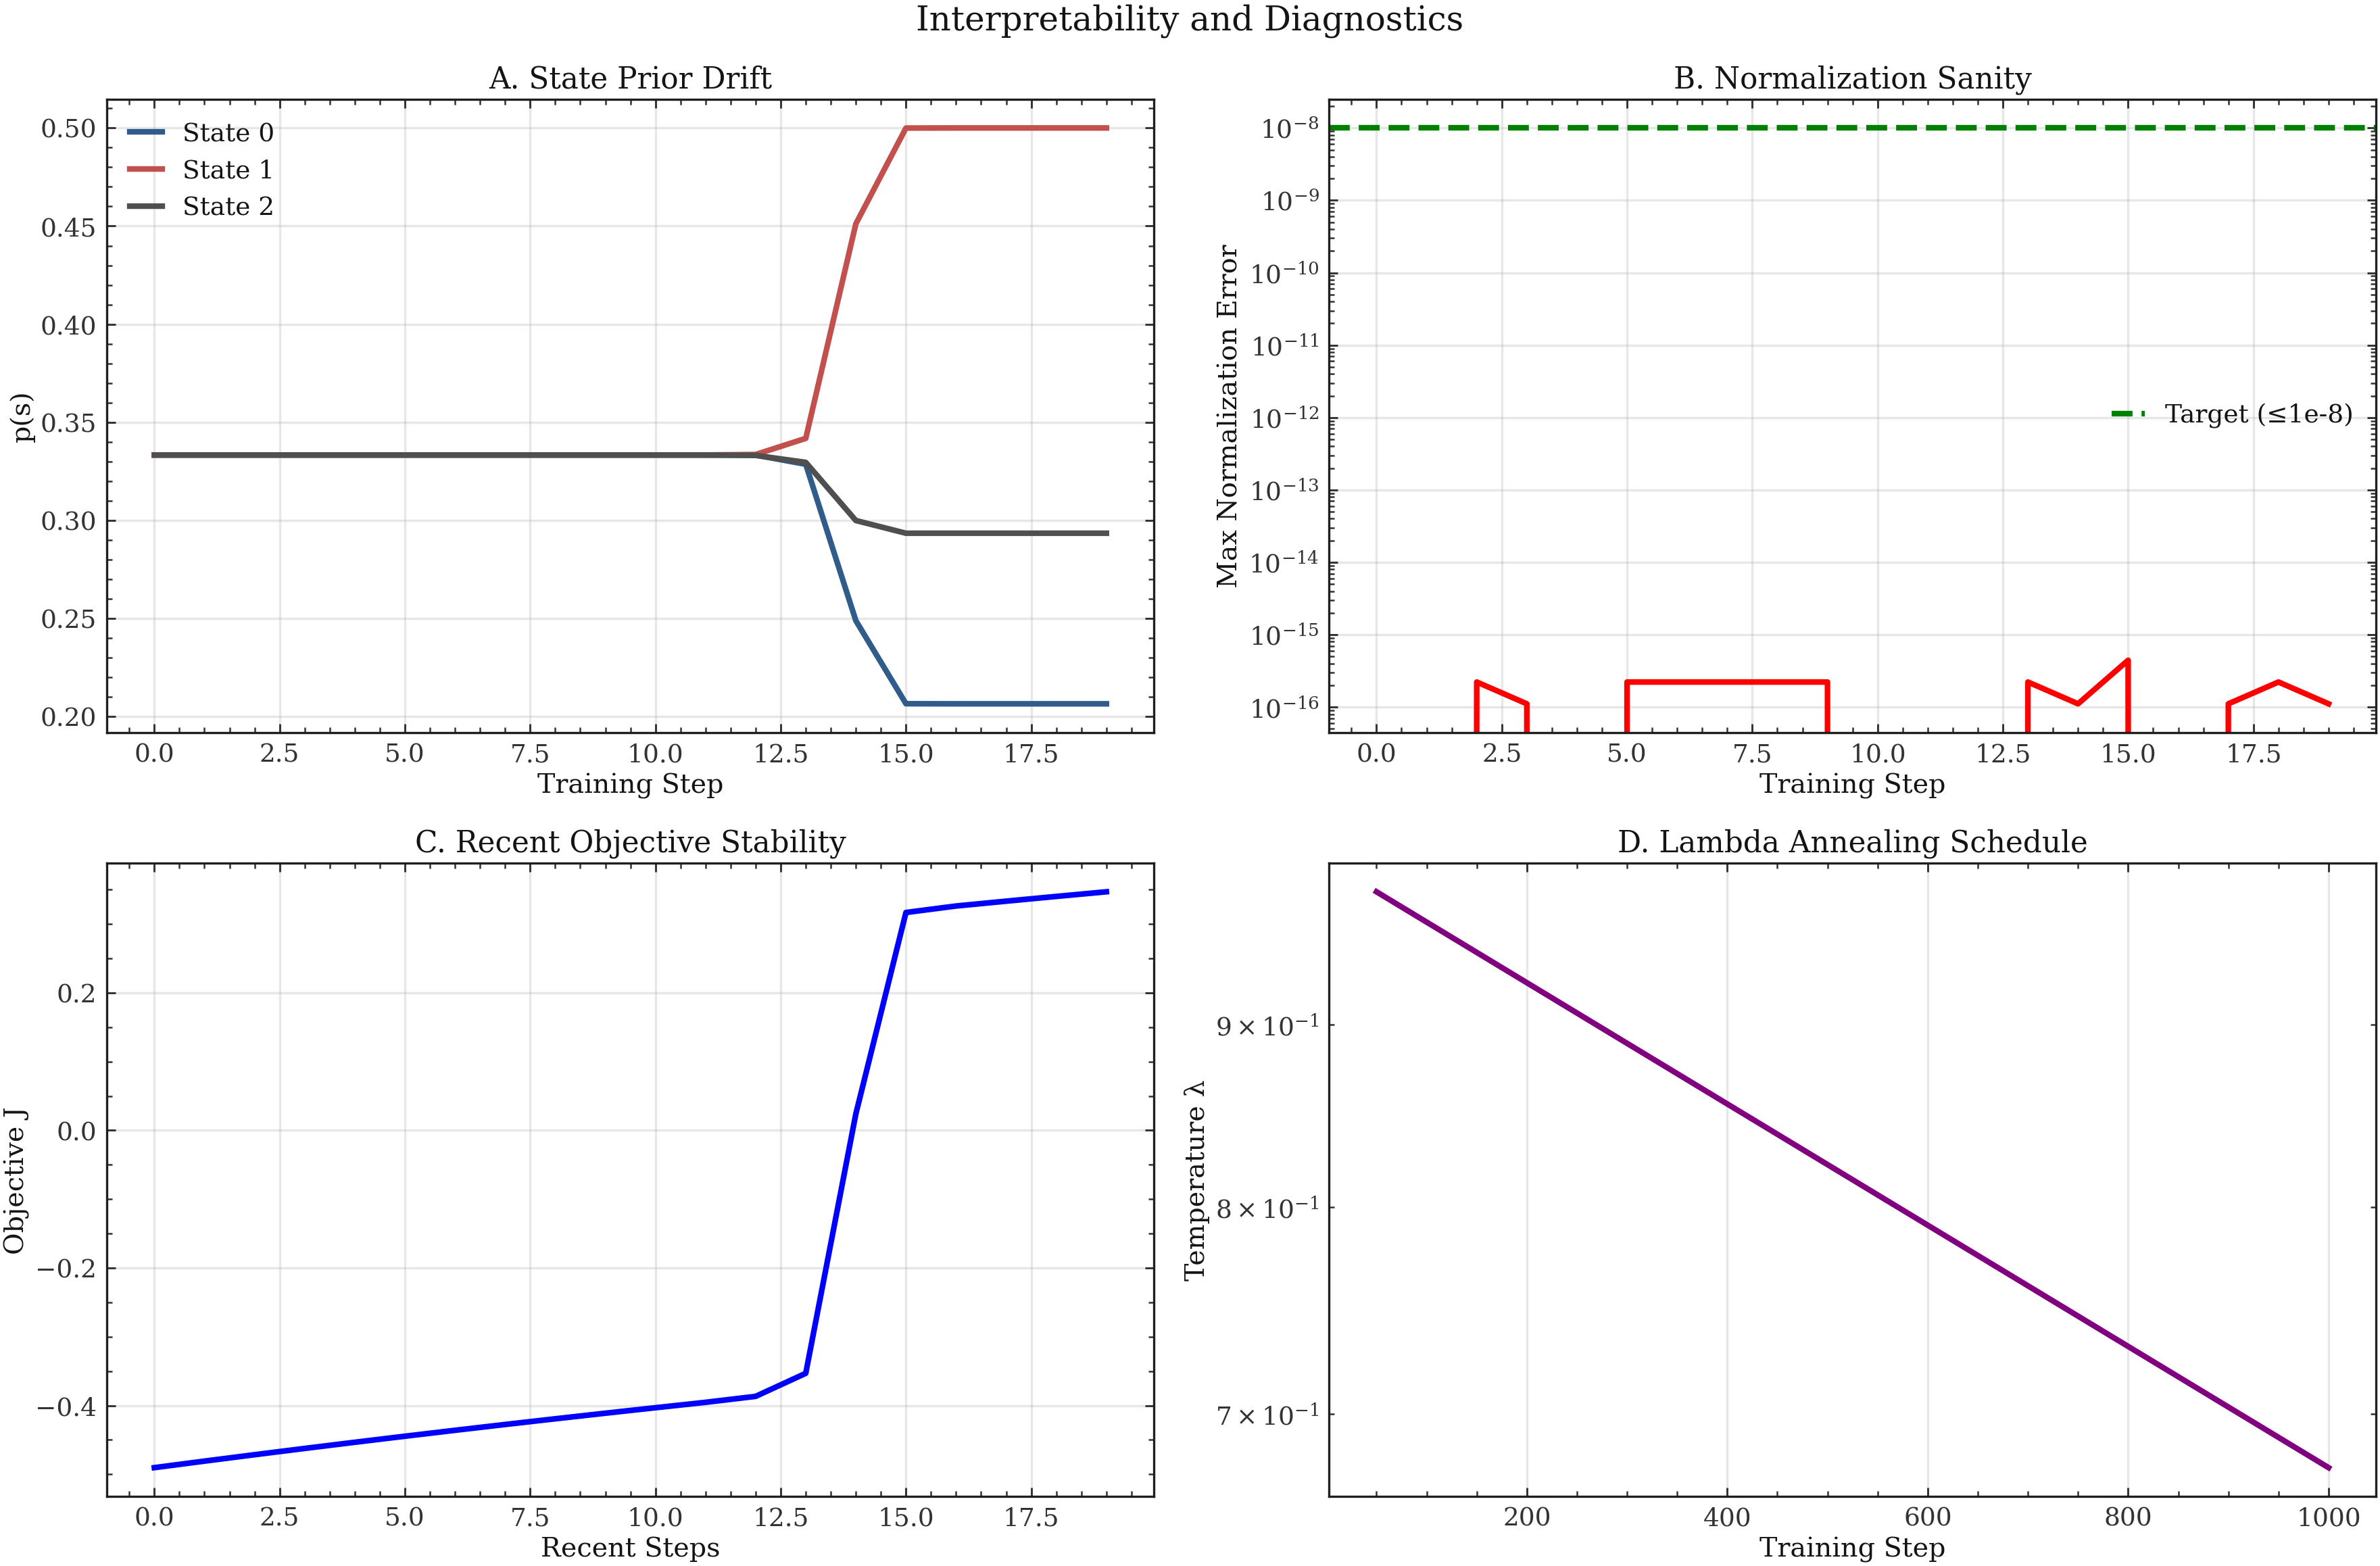 Interpretability and Diagnostics
A. State Prior Drift
State 0
State 1
State 2
p(s)
0.50
0.45
0.40
0.35
0.30
0.25
0.20
0.0 2.5 5.0 7.5 10.0 12.5 15.0 17.5
Training Step
B. Normalization Sanity
Max Normalization Error
10⁻⁸
10⁻⁹
10⁻¹⁰
10⁻¹¹
10⁻¹²
10⁻¹³
10⁻¹⁴
10⁻¹⁵
10⁻¹⁶
Target (≤1e-8)
0.0 2.5 5.0 7.5 10.0 12.5 15.0 17.5
Training Step
C. Recent Objective Stability
Objective J
0.2
0.0
−0.2
−0.4
0.0 2.5 5.0 7.5 10.0 12.5 15.0 17.5
Recent Steps
D. Lambda Annealing Schedule
Temperature λ
9 × 10⁻¹
8 × 10⁻¹
7 × 10⁻¹
200 400 600 800 1000
Training Step